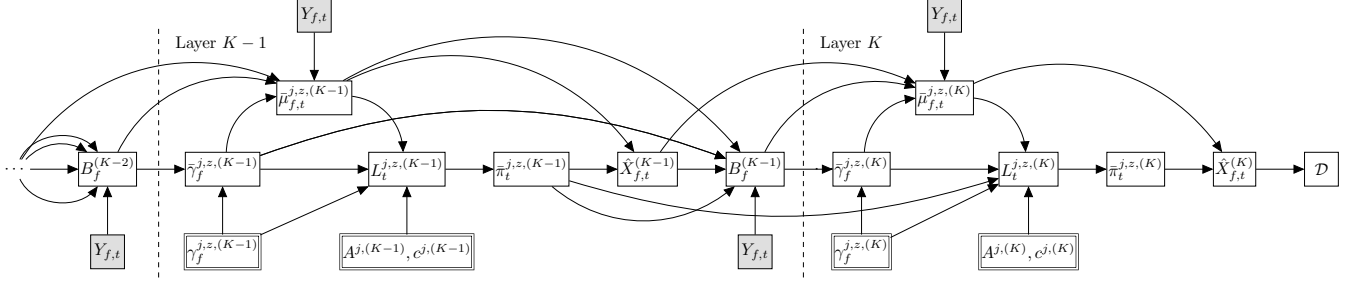 Y_{f,t}
Y_{f,t}
Layer K − 1
Layer K
\bar{μ}_{f,t}^{j,z,(K−1)}
\bar{μ}_{f,t}^{j,z,(K)}
··· B_f^{(K−2)} \bar{γ}_f^{j,z,(K−1)} L_t^{j,z,(K−1)} \bar{π}_t^{j,z,(K−1)} \hat{X}_{f,t}^{(K−1)} B_f^{(K−1)} \bar{γ}_f^{j,z,(K)} L_t^{j,z,(K)} \bar{π}_t^{j,z,(K)} \hat{X}_{f,t}^{(K)} 𝒟
Y_{f,t} γ_f^{j,z,(K−1)} A^{j,(K−1)}, c^{j,(K−1)} Y_{f,t} γ_f^{j,z,(K)} A^{j,(K)}, c^{j,(K)}